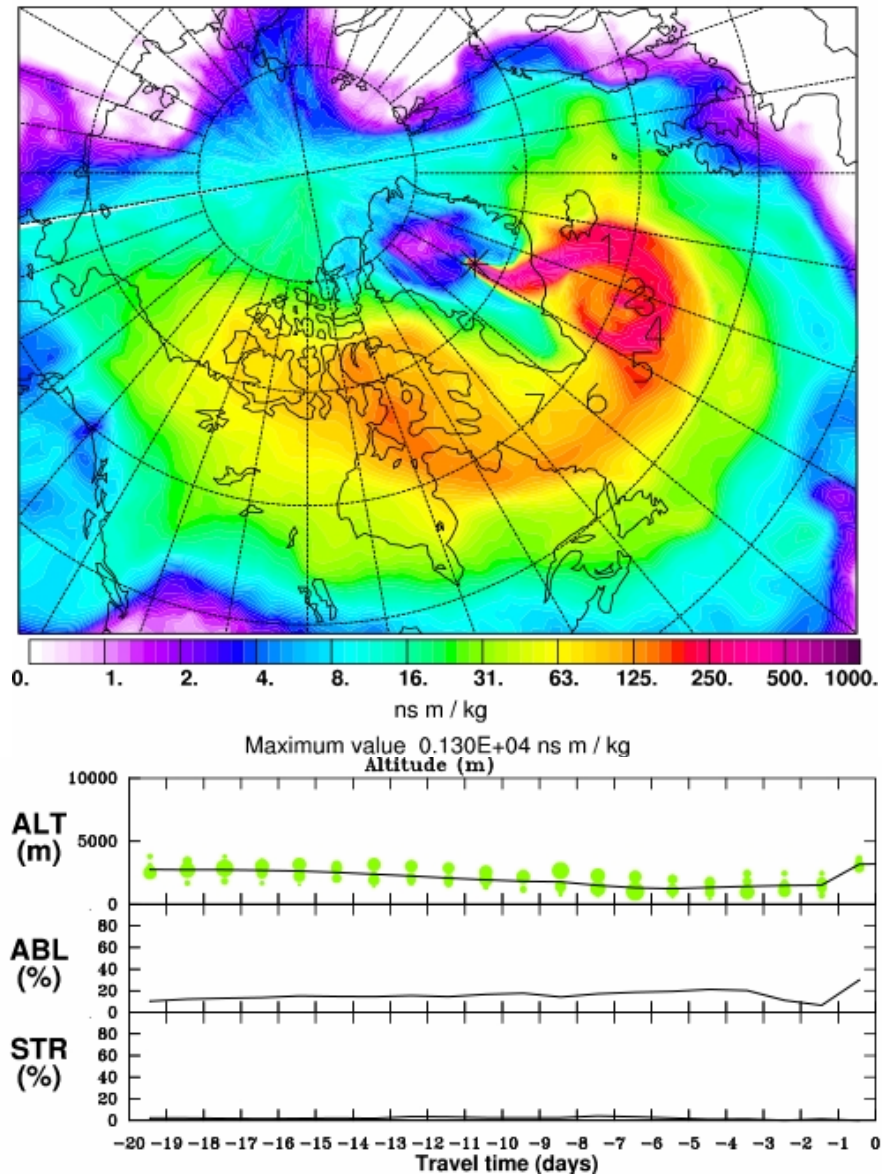 1
2 3
4
5
6
7
9
0. 1. 2. 4. 8. 16. 31. 63. 125. 250. 500. 1000.
ns m / kg
Maximum value 0.130E+04 ns m / kg
Altitude (m)
10000
ALT
(m)
5000
0
80
ABL
60
(%)
40
20
0
80
STR
60
(%)
40
20
0
-20 -19 -18 -17 -16 -15 -14 -13 -12 -11 -10 -9 -8 -7 -6 -5 -4 -3 -2 -1 0
Travel time (days)